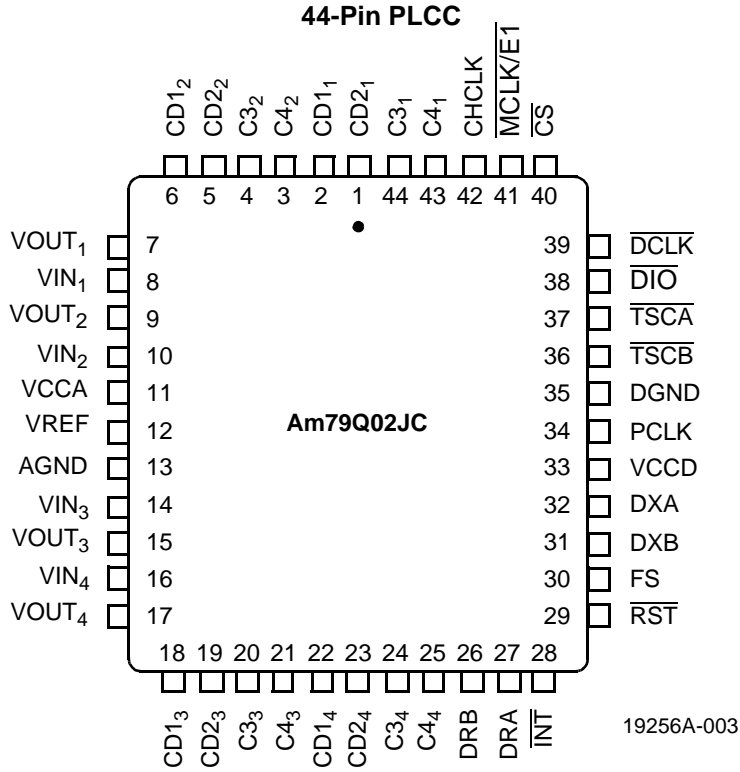 44-Pin PLCC
CD1₂
CD2₂
C3₂
C4₂
CD1₁
CD2₁
C3₁
C4₁
CHCLK
MCLK/E1
CS
6 5 4 3 2 1 44 43 42 41 40
VOUT₁ 7 39 DCLK
VIN₁ 8 38 DIO
VOUT₂ 9 37 TSCA
VIN₂ 10 36 TSCB
VCCA 11 35 DGND
VREF 12 Am79Q02JC 34 PCLK
AGND 13 33 VCCD
VIN₃ 14 32 DXA
VOUT₃ 15 31 DXB
VIN₄ 16 30 FS
VOUT₄ 17 29 RST
18 19 20 21 22 23 24 25 26 27 28
CD1₃
CD2₃
C3₃
C4₃
CD1₄
CD2₄
C3₄
C4₄
DRB
DRA
INT
19256A-003